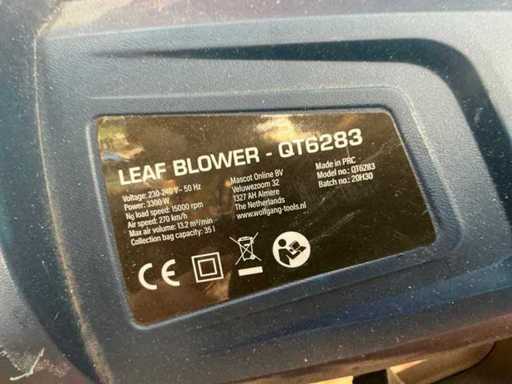 LEAF BLOWER - QT6283
Voltage: 230-240 V~ 50 Hz
Power: 3300 W
No load speed: 15000 rpm
Air speed: 270 km/h
Max air volume: 13.2 m³/min
Collection bag capacity: 35 l
Mascot Online BV
Veluwezoom 32
1327 AH Almere
The Netherlands
www.wolfgang-tools.nl
Made in PRC
Model no.: QT6283
Batch no.: 20H30
CE